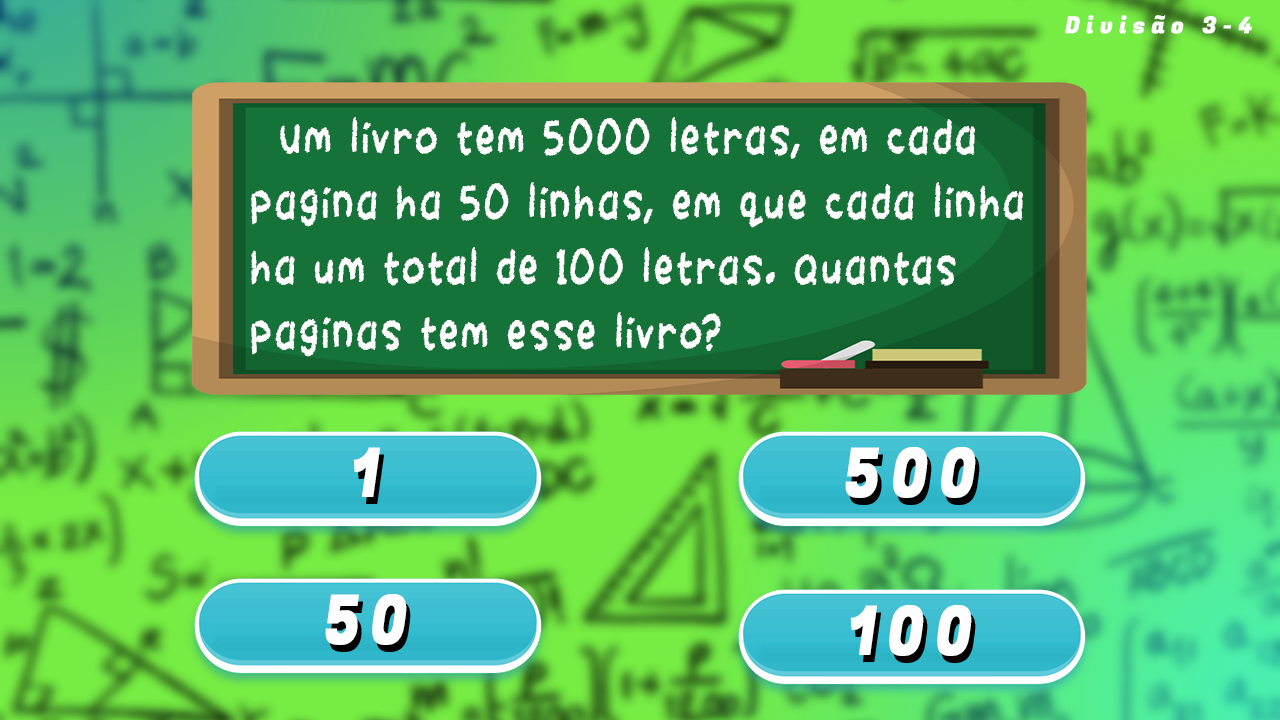 Divisão 3-4
um livro tem 5000 letras, em cada
pagina ha 50 linhas, em que cada linha
ha um total de 100 letras. Quantas
paginas tem esse livro?
1
500
50
100